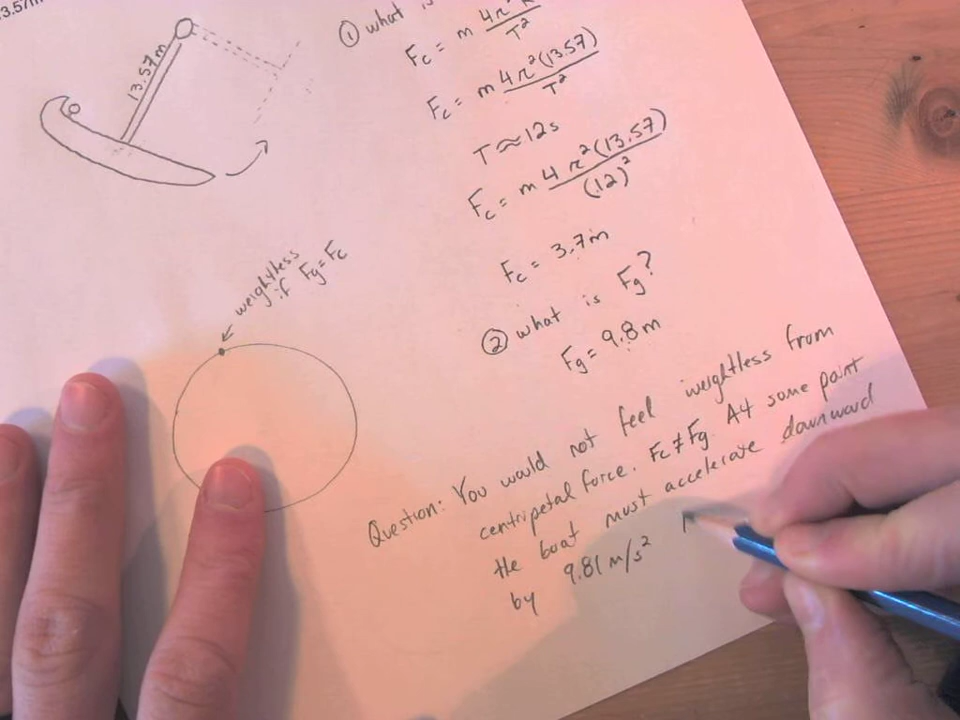 13.57m
13.57m
① what is
Fc = m 4π²R / T²
Fc = m 4π²(13.57) / T²
T ≈ 12s
Fc = m 4π²(13.57) / (12)²
Fc = 3.7m
weightless
if Fg = Fc
② what is Fg?
Fg = 9.8m
Question: You would not feel weightless from
centripetal force. Fc ≠ Fg. At some point
the boat must accelerate downward
by 9.81 m/s²